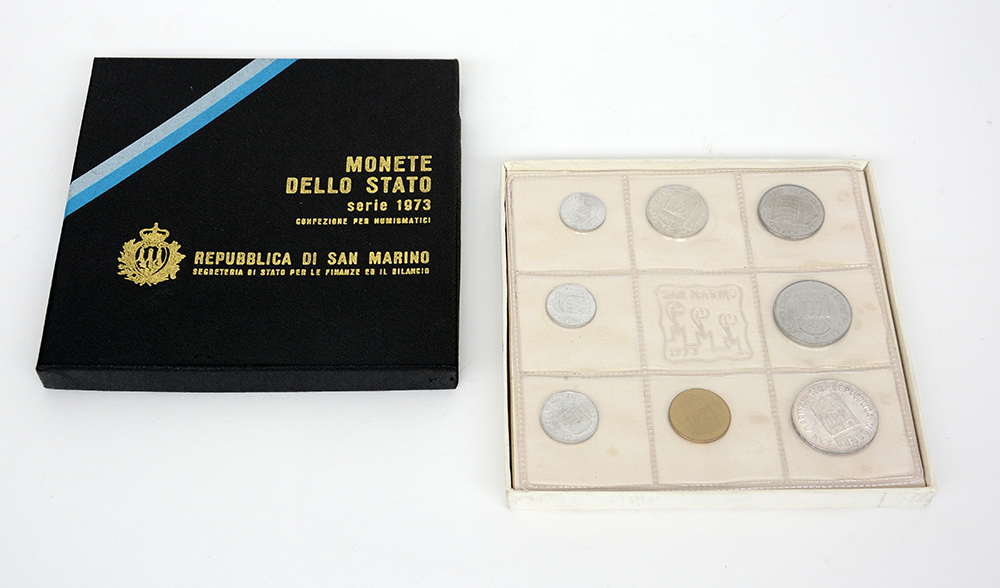 MONETE
DELLO STATO
serie 1973
CONFEZIONE PER NUMISMATICI
REPUBBLICA DI SAN MARINO
SEGRETERIA DI STATO PER LE FINANZE ED IL BILANCIO
SAN MARINO
1973